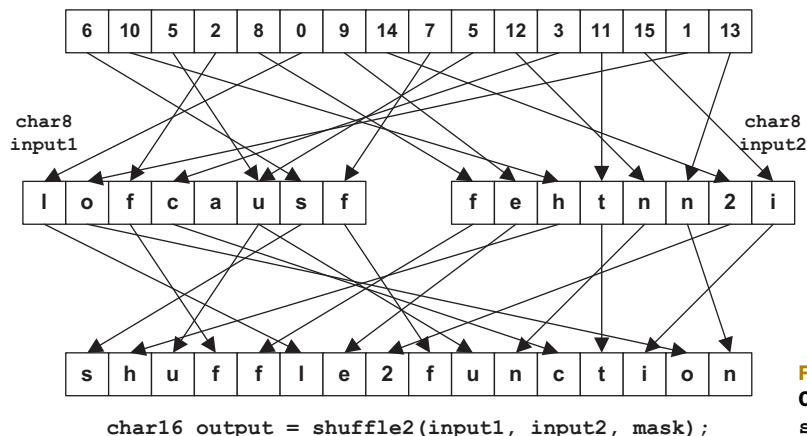 6 10 5 2 8 0 9 14 7 5 12 3 11 15 1 13
char8
input1
char8
input2
l o f c a u s f
f e h t n n 2 i
s h u f f l e 2 f u n c t i o n
char16 output = shuffle2(input1, input2, mask);